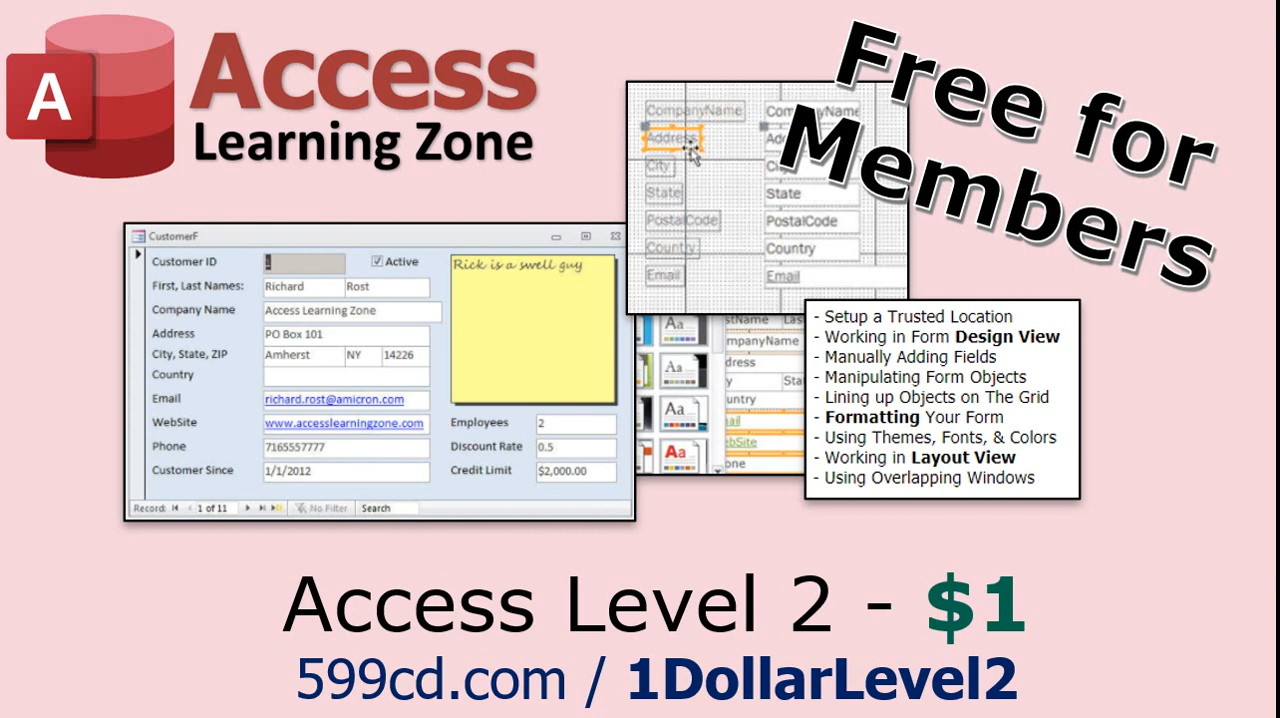 A
Access
Learning Zone
Free for
Members
CompanyName CompanyName
Address
City
State State
PostalCode PostalCode
Country Country
Email Email
CustomerF
Customer ID Active
First, Last Names: Richard Rost
Company Name Access Learning Zone
Address PO Box 101
City, State, ZIP Amherst NY 14226
Country
Email richard.rost@amicron.com
WebSite www.accesslearningzone.com
Phone 7165557777
Customer Since 1/1/2012
Rick is a swell guy
Employees 2
Discount Rate 0.5
Credit Limit $2,000.00
Record: 1 of 11 No Filter Search
Aa
Aa
Aa
Aa
- Setup a Trusted Location
- Working in Form Design View
- Manually Adding Fields
- Manipulating Form Objects
- Lining up Objects on The Grid
- Formatting Your Form
- Using Themes, Fonts, & Colors
- Working in Layout View
- Using Overlapping Windows
Access Level 2 - $1
599cd.com / 1DollarLevel2